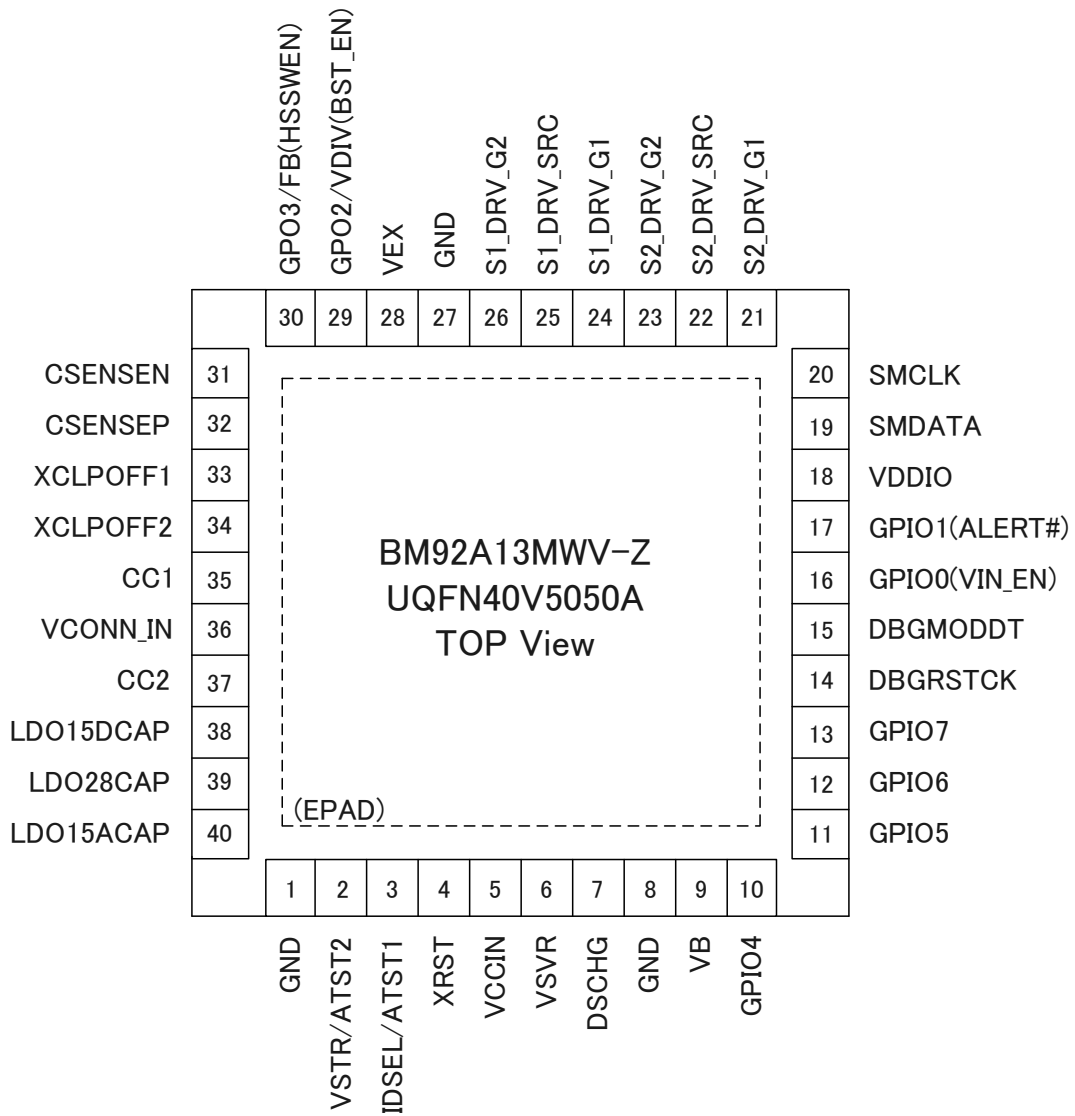 GPO3/FB(HSSWEN)
GPO2/VDIV(BST_EN)
VEX
GND
S1_DRV_G2
S1_DRV_SRC
S1_DRV_G1
S2_DRV_G2
S2_DRV_SRC
S2_DRV_G1
30 29 28 27 26 25 24 23 22 21
CSENSEN 31
CSENSEP 32
XCLPOFF1 33
XCLPOFF2 34
CC1 35
VCONN_IN 36
CC2 37
LDO15DCAP 38
LDO28CAP 39
LDO15ACAP 40
BM92A13MWV-Z
UQFN40V5050A
TOP View
(EPAD)
20 SMCLK
19 SMDATA
18 VDDIO
17 GPIO1(ALERT#)
16 GPIO0(VIN_EN)
15 DBGMODDT
14 DBGRSTCK
13 GPIO7
12 GPIO6
11 GPIO5
1 2 3 4 5 6 7 8 9 10
GND
VSTR/ATST2
IDSEL/ATST1
XRST
VCCIN
VSVR
DSCHG
GND
VB
GPIO4